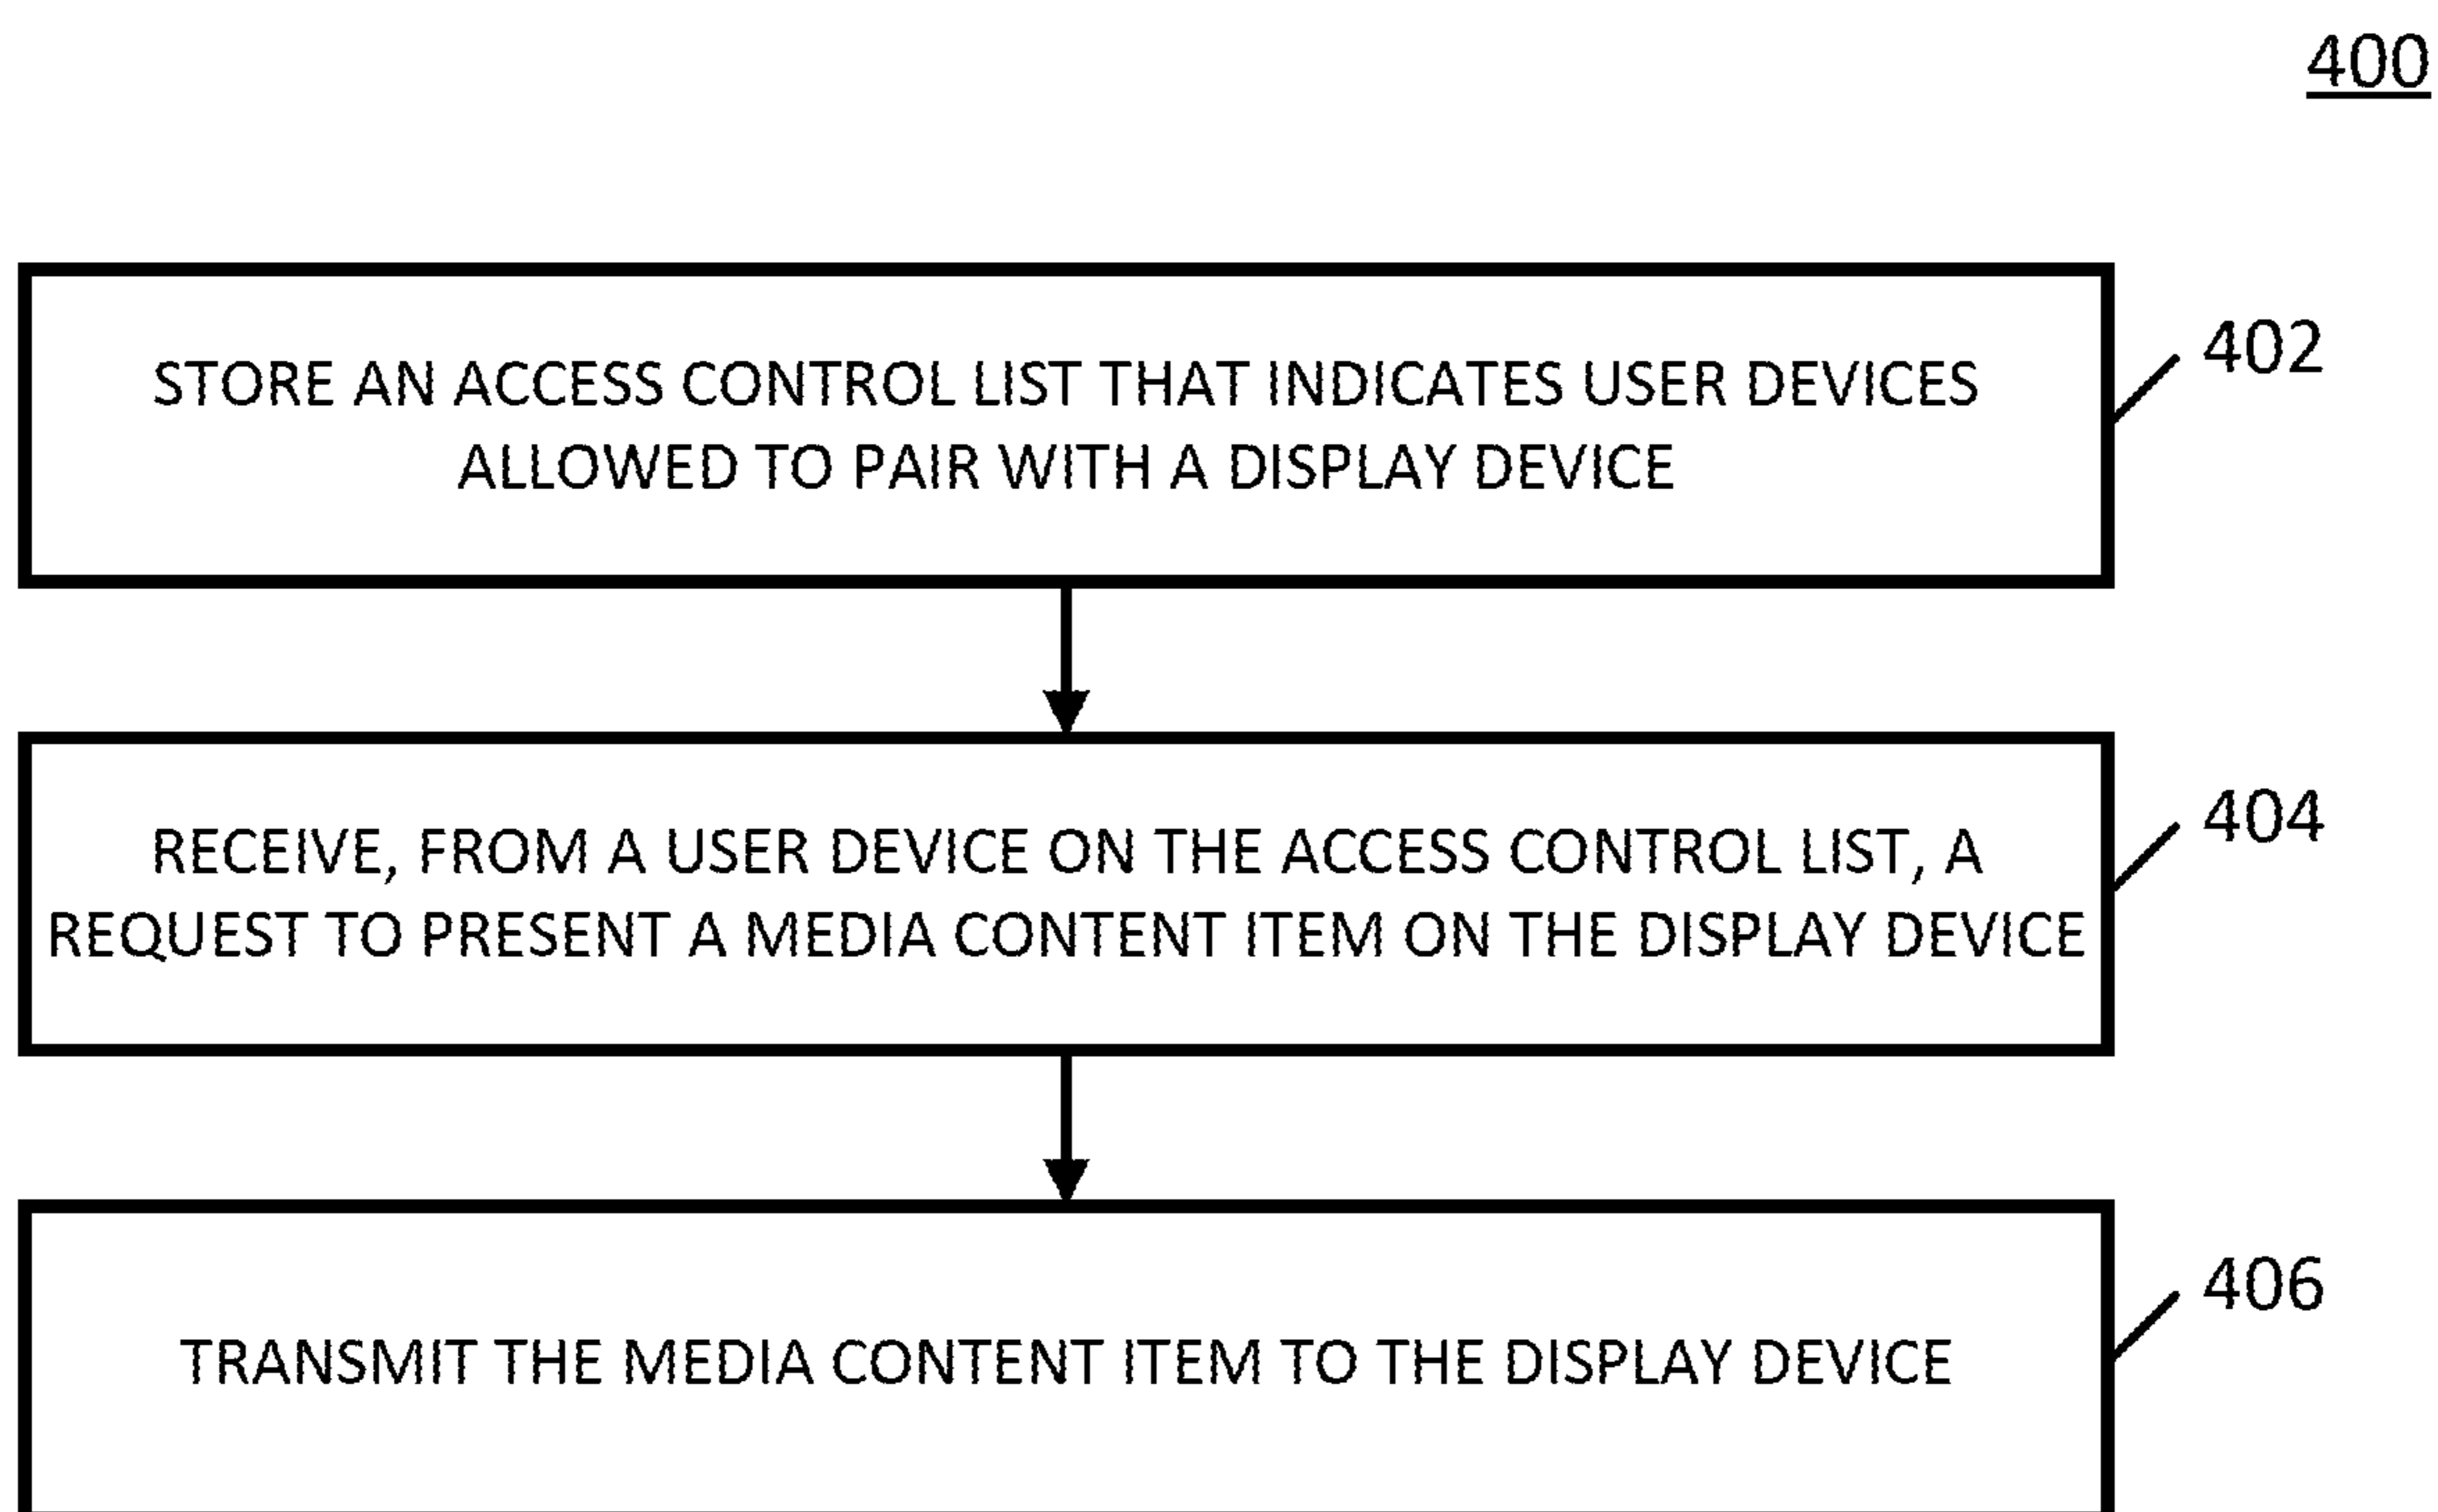 400
STORE AN ACCESS CONTROL LIST THAT INDICATES USER DEVICES
ALLOWED TO PAIR WITH A DISPLAY DEVICE
402
RECEIVE, FROM A USER DEVICE ON THE ACCESS CONTROL LIST, A
REQUEST TO PRESENT A MEDIA CONTENT ITEM ON THE DISPLAY DEVICE
404
TRANSMIT THE MEDIA CONTENT ITEM TO THE DISPLAY DEVICE
406